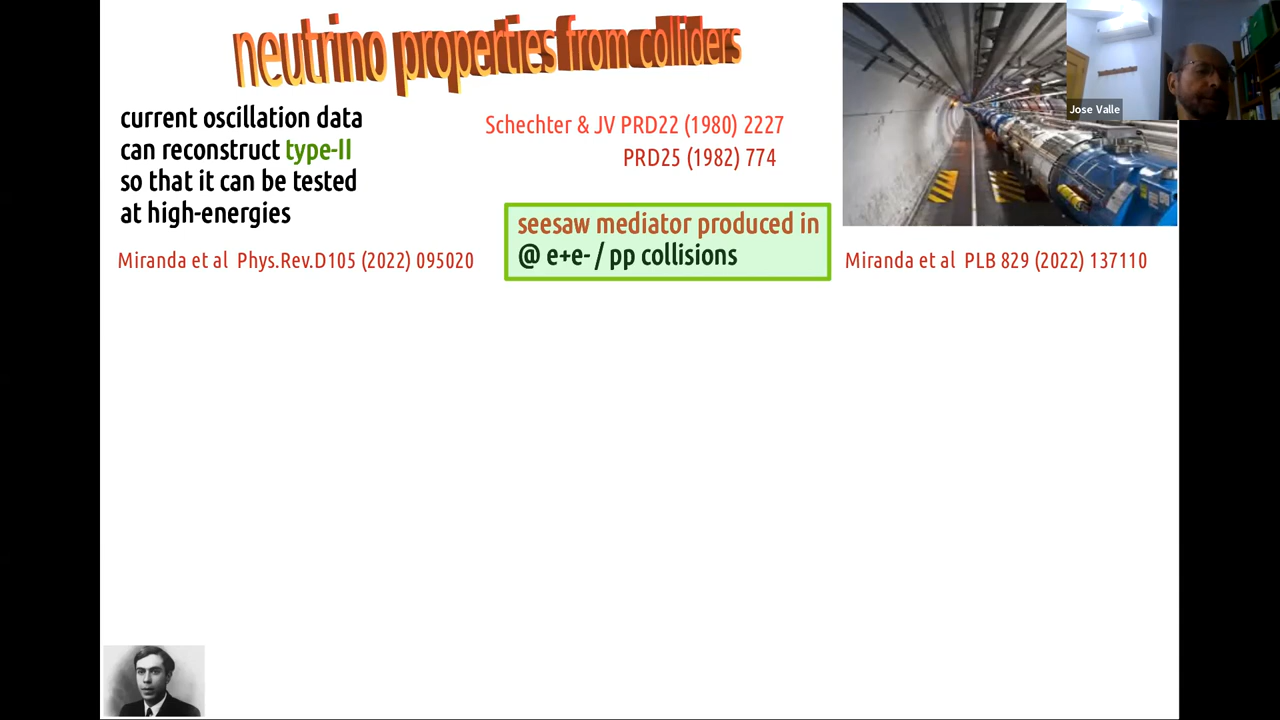 neutrino properties from colliders
Jose Valle
current oscillation data
can reconstruct type-II
so that it can be tested
at high-energies
Schechter & JV PRD22 (1980) 2227
PRD25 (1982) 774
seesaw mediator produced in
@ e+e- / pp collisions
Miranda et al Phys.Rev.D105 (2022) 095020
Miranda et al PLB 829 (2022) 137110